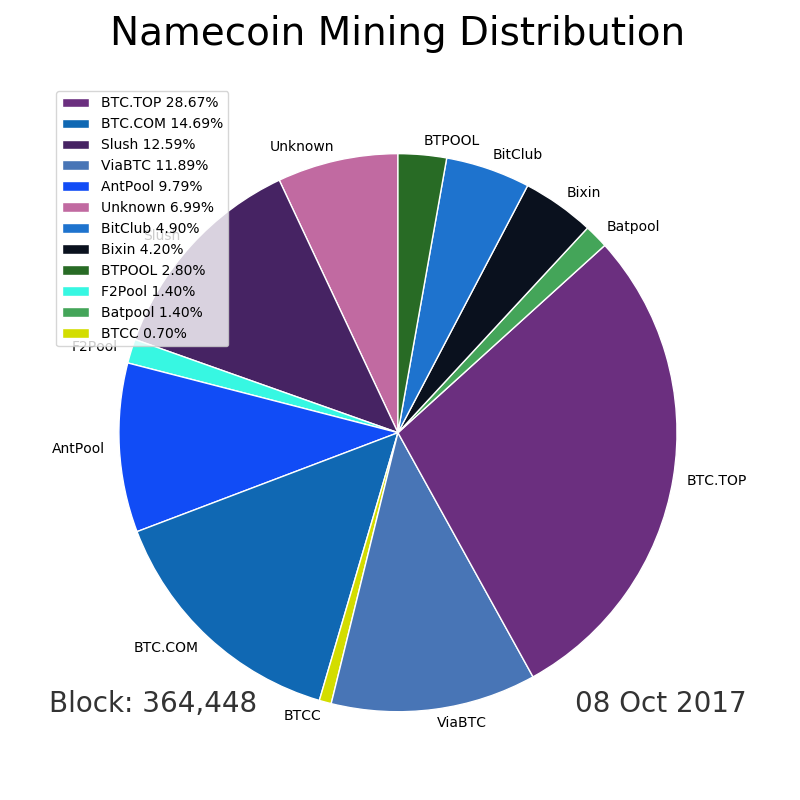 Namecoin Mining Distribution
BTC.TOP 28.67%
BTC.COM 14.69%
Slush 12.59%
ViaBTC 11.89%
AntPool 9.79%
Unknown 6.99%
BitClub 4.90%
Bixin 4.20%
BTPOOL 2.80%
F2Pool 1.40%
Batpool 1.40%
BTCC 0.70%
Unknown
BTPOOL
BitClub
Bixin
Batpool
Slush
F2Pool
AntPool
BTC.TOP
BTC.COM
BTCC
ViaBTC
Block: 364,448
08 Oct 2017